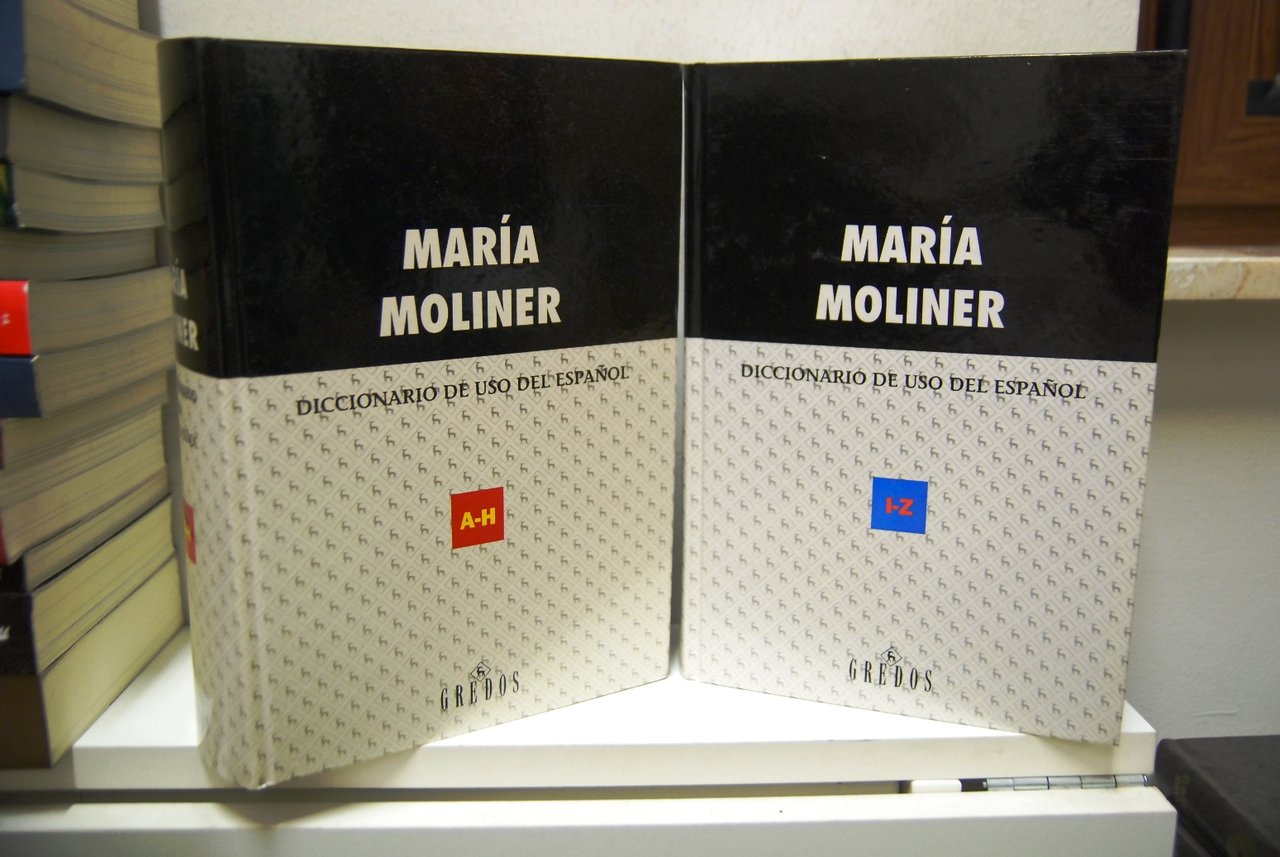 MARÍA
MOLINER
DICCIONARIO DE USO DEL ESPAÑOL
A-H
GREDOS
MARÍA
MOLINER
DICCIONARIO DE USO DEL ESPAÑOL
I-Z
GREDOS